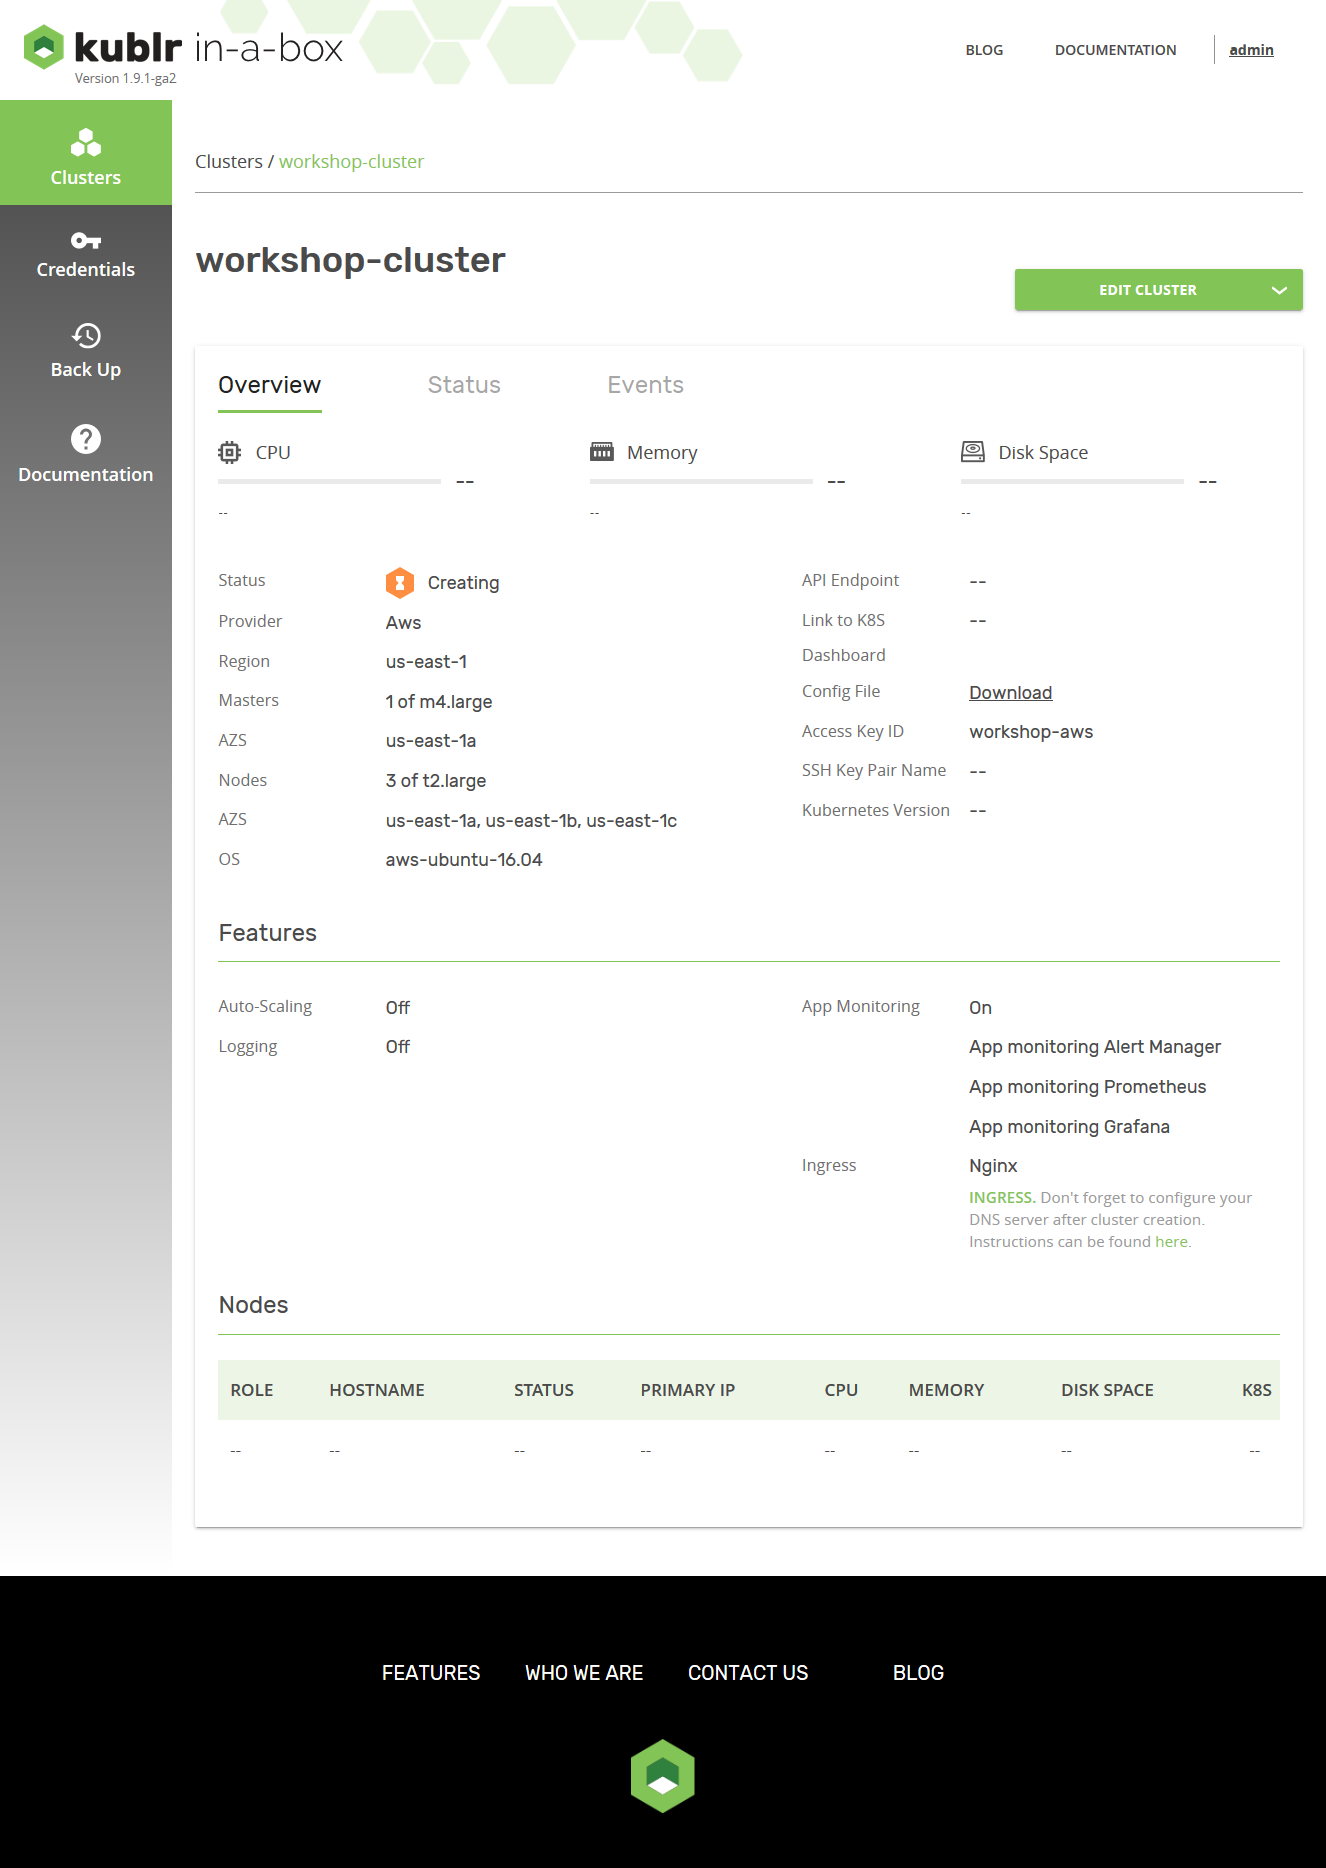 kublr in-a-box
Version 1.9.1-ga2
BLOG DOCUMENTATION admin
Clusters
Credentials
Back Up
Documentation
Clusters / workshop-cluster
workshop-cluster
EDIT CLUSTER
Overview Status Events
CPU Memory Disk Space
-- -- --
-- -- --
Status Creating
Provider Aws
Region us-east-1
Masters 1 of m4.large
AZS us-east-1a
Nodes 3 of t2.large
AZS us-east-1a, us-east-1b, us-east-1c
OS aws-ubuntu-16.04
API Endpoint --
Link to K8S --
Dashboard
Config File Download
Access Key ID workshop-aws
SSH Key Pair Name --
Kubernetes Version --
Features
Auto-Scaling Off
Logging Off
App Monitoring On
App monitoring Alert Manager
App monitoring Prometheus
App monitoring Grafana
Ingress Nginx
INGRESS. Don't forget to configure your
DNS server after cluster creation.
Instructions can be found here.
Nodes
ROLE HOSTNAME STATUS PRIMARY IP CPU MEMORY DISK SPACE K8S
-- -- -- -- -- -- -- --
FEATURES WHO WE ARE CONTACT US BLOG